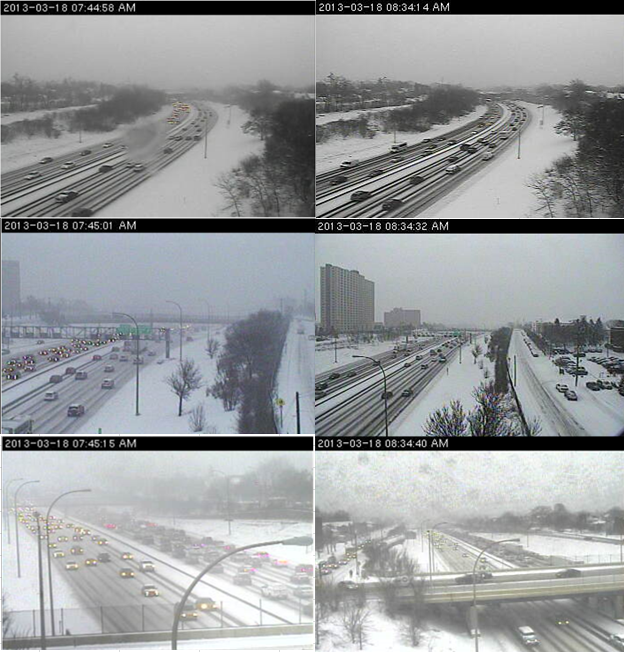 2013-03-18 07:44:58 AM
2013-03-18 08:34:14 AM
2013-03-18 07:45:01 AM
2013-03-18 08:34:32 AM
2013-03-18 07:45:15 AM
2013-03-18 08:34:40 AM